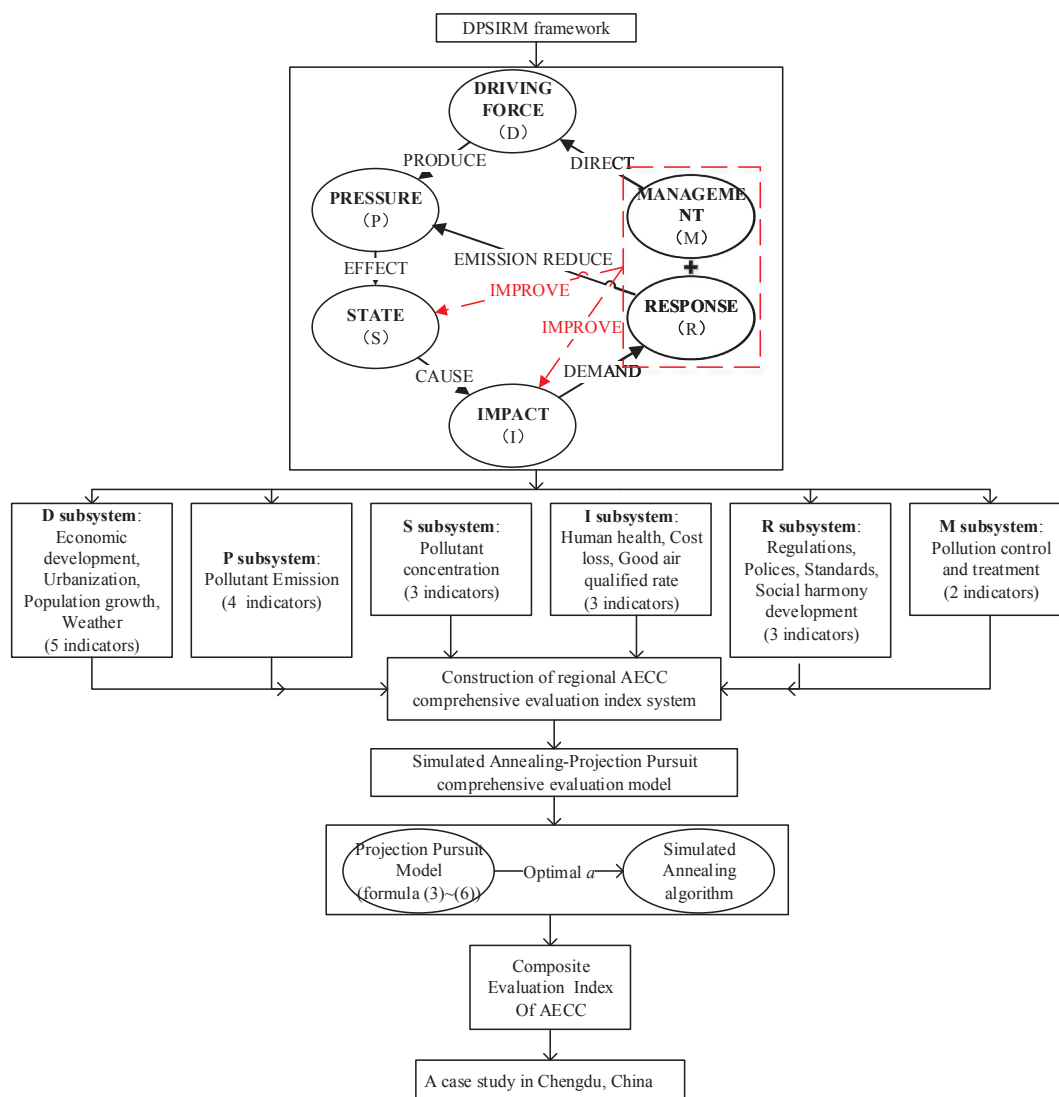 DPSIRM framework
DRIVING
FORCE
（D）
PRODUCE
DIRECT
PRESSURE
（P）
MANAGEME
NT
（M）
EFFECT
EMISSION REDUCE
IMPROVE
STATE
（S）
RESPONSE
（R）
IMPROVE
CAUSE
DEMAND
IMPACT
（I）
D subsystem:
Economic
development,
Urbanization,
Population growth,
Weather
(5 indicators)
P subsystem:
Pollutant Emission
(4 indicators)
S subsystem:
Pollutant
concentration
(3 indicators)
I subsystem:
Human health, Cost
loss, Good air
qualified rate
(3 indicators)
R subsystem:
Regulations,
Polices, Standards,
Social harmony
development
(3 indicators)
M subsystem:
Pollution control
and treatment
(2 indicators)
Construction of regional AECC
comprehensive evaluation index system
Simulated Annealing-Projection Pursuit
comprehensive evaluation model
Projection Pursuit
Model
(formula (3)~(6))
Optimal a
Simulated
Annealing
algorithm
Composite
Evaluation Index
Of AECC
A case study in Chengdu, China